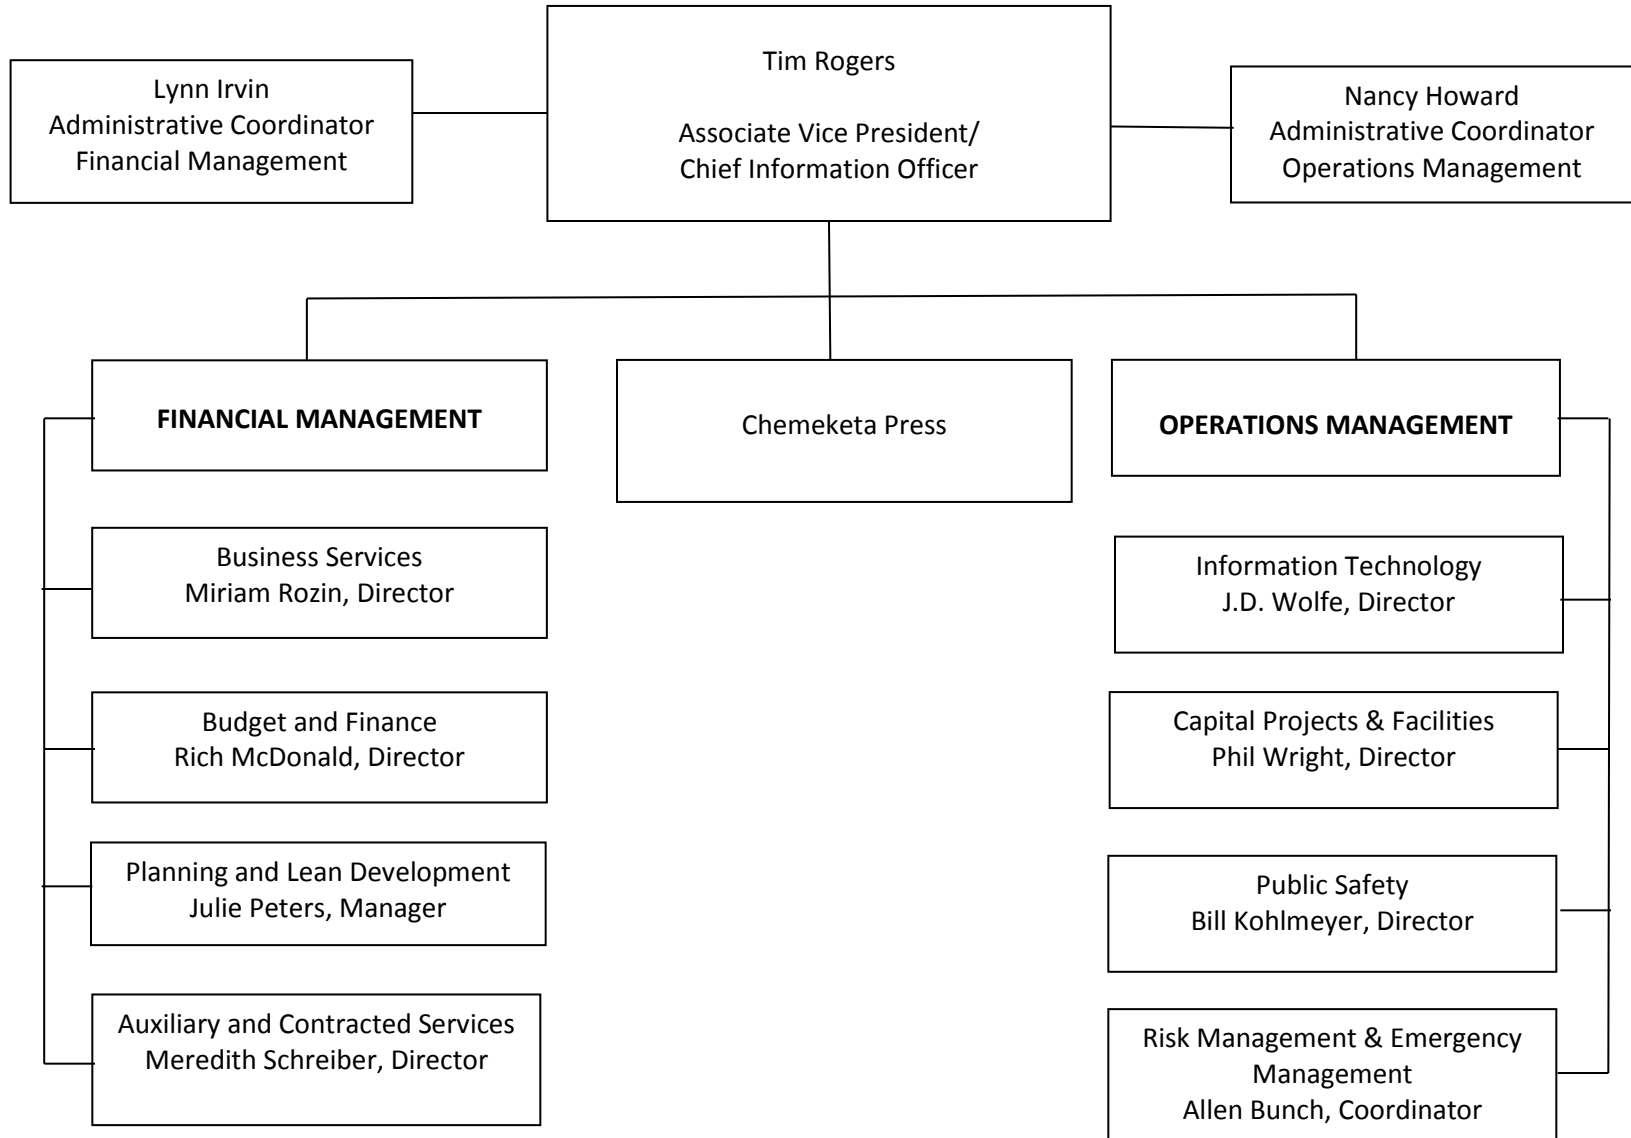 Tim Rogers
Associate Vice President/
Chief Information Officer
Lynn Irvin
Administrative Coordinator
Financial Management
Nancy Howard
Administrative Coordinator
Operations Management
FINANCIAL MANAGEMENT
Chemeketa Press
OPERATIONS MANAGEMENT
Business Services
Miriam Rozin, Director
Budget and Finance
Rich McDonald, Director
Planning and Lean Development
Julie Peters, Manager
Auxiliary and Contracted Services
Meredith Schreiber, Director
Information Technology
J.D. Wolfe, Director
Capital Projects & Facilities
Phil Wright, Director
Public Safety
Bill Kohlmeyer, Director
Risk Management & Emergency
Management
Allen Bunch, Coordinator